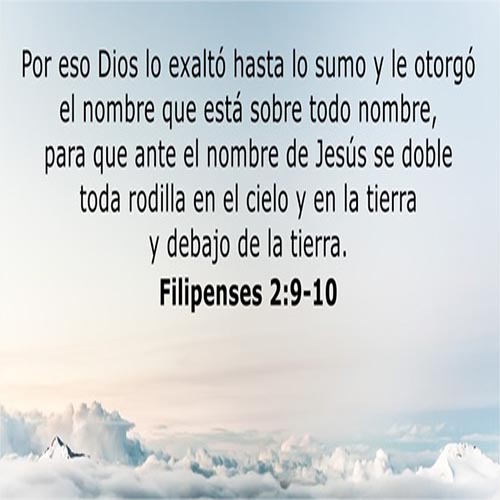 Por eso Dios lo exaltó hasta lo sumo y le otorgó
el nombre que está sobre todo nombre,
para que ante el nombre de Jesús se doble
toda rodilla en el cielo y en la tierra
y debajo de la tierra.
Filipenses 2:9-10